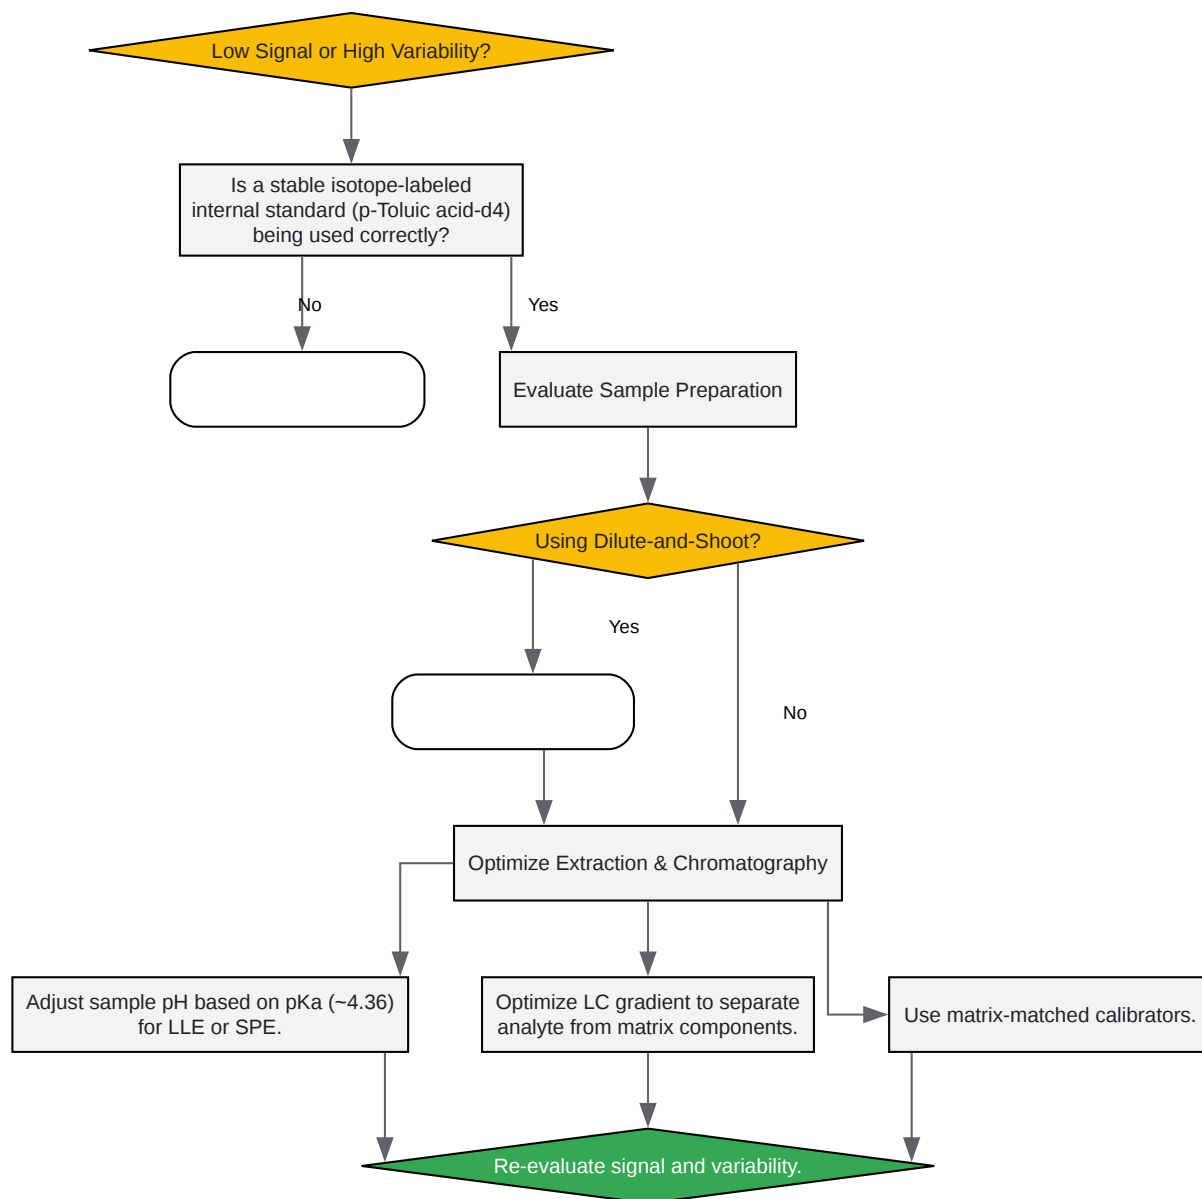 Low Signal or High Variability?
Is a stable isotope-labeled
internal standard (p-Toluic acid-d4)
being used correctly?
No
Yes
Evaluate Sample Preparation
Using Dilute-and-Shoot?
Yes
No
Optimize Extraction & Chromatography
Adjust sample pH based on pKa (~4.36)
for LLE or SPE.
Optimize LC gradient to separate
analyte from matrix components.
Use matrix-matched calibrators.
Re-evaluate signal and variability.